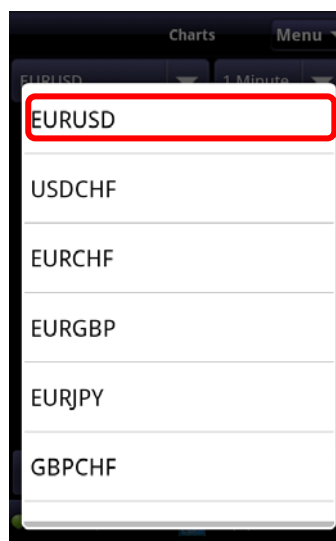 Charts Menu
EURUSD 1 Minute
EURUSD
USDCHF
EURCHF
EURGBP
EURJPY
GBPCHF